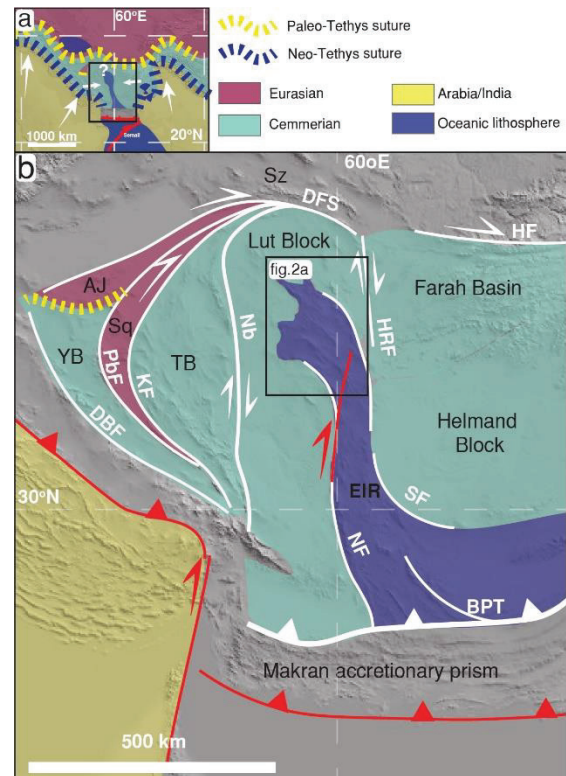 a
60°E
?
1000 km
Somali
20°N
Paleo-Tethys suture
Neo-Tethys suture
Eurasian
Arabia/India
Cemmerian
Oceanic lithosphere
b
60oE
Sz
DFS
HF
Lut Block
fig.2a
Farah Basin
AJ
Sq
Nb
HRF
YB
PbF
KF
TB
DBF
Helmand
Block
30°N
EIR
SF
NF
BPT
Makran accretionary prism
500 km